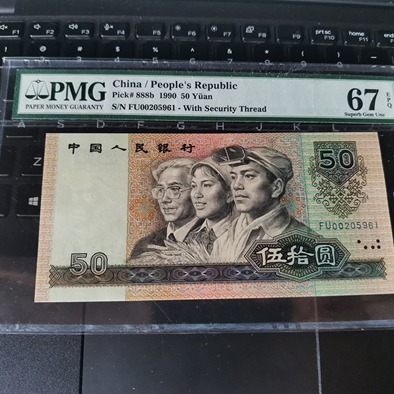 PMG
PAPER MONEY GUARANTY
China / People's Republic
Pick# 888b 1990 50 Yüan
S/N FU00205961 - With Security Thread
67 EPQ
Superb Gem Unc
中国人民银行
50
FU00205961
50
伍拾圆